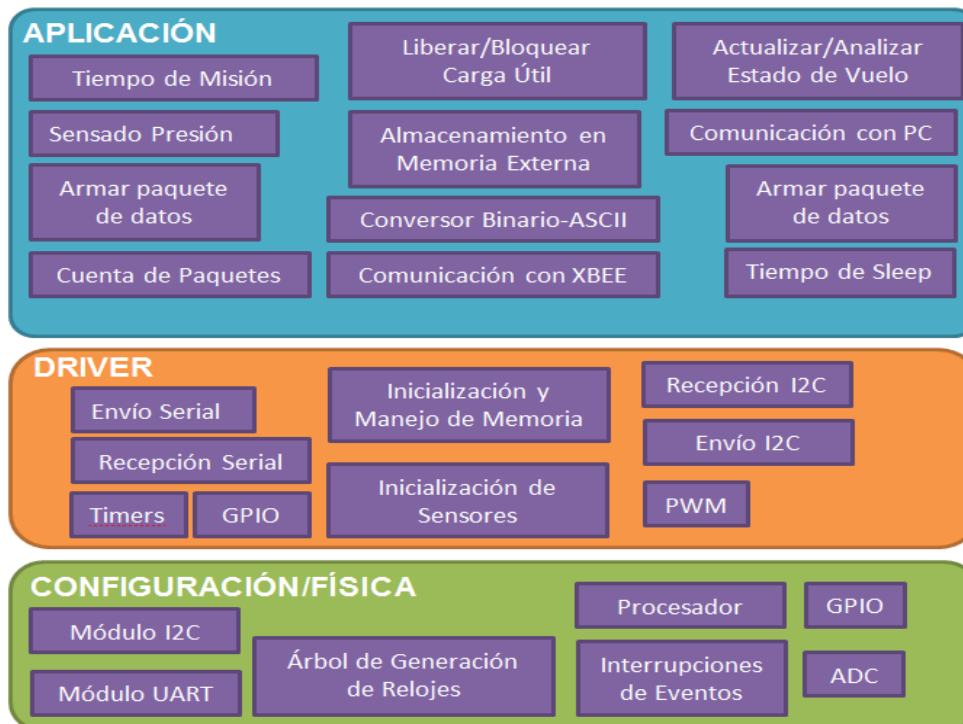 APLICACIÓN
Tiempo de Misión
Sensado Presión
Armar paquete
de datos
Cuenta de Paquetes
Liberar/Bloquear
Carga Útil
Almacenamiento en
Memoria Externa
Conversor Binario-ASCII
Comunicación con XBEE
Actualizar/Analizar
Estado de Vuelo
Comunicación con PC
Armar paquete
de datos
Tiempo de Sleep
DRIVER
Envío Serial
Recepción Serial
Timers
GPIO
Inicialización y
Manejo de Memoria
Inicialización de
Sensores
Recepción I2C
Envío I2C
PWM
CONFIGURACIÓN/FÍSICA
Módulo I2C
Módulo UART
Árbol de Generación
de Relojes
Procesador
Interrupciones
de Eventos
GPIO
ADC